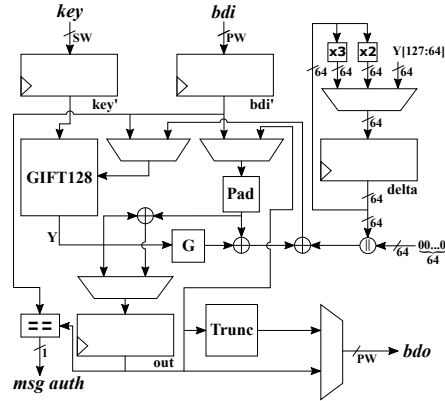 key
bdi
SW
PW
x3
x2
Y[127:64]
64
64
64
64
key'
bdi'
64
GIFT128
delta
Pad
64
64
Y
G
||
64
00...0
64
==
Trunc
1
out
PW
bdo
msg auth